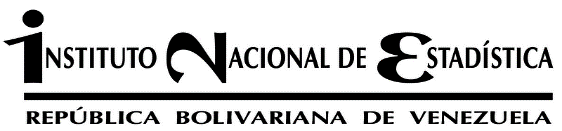 INSTITUTO NACIONAL DE ESTADÍSTICA
REPÚBLICA BOLIVARIANA DE VENEZUELA